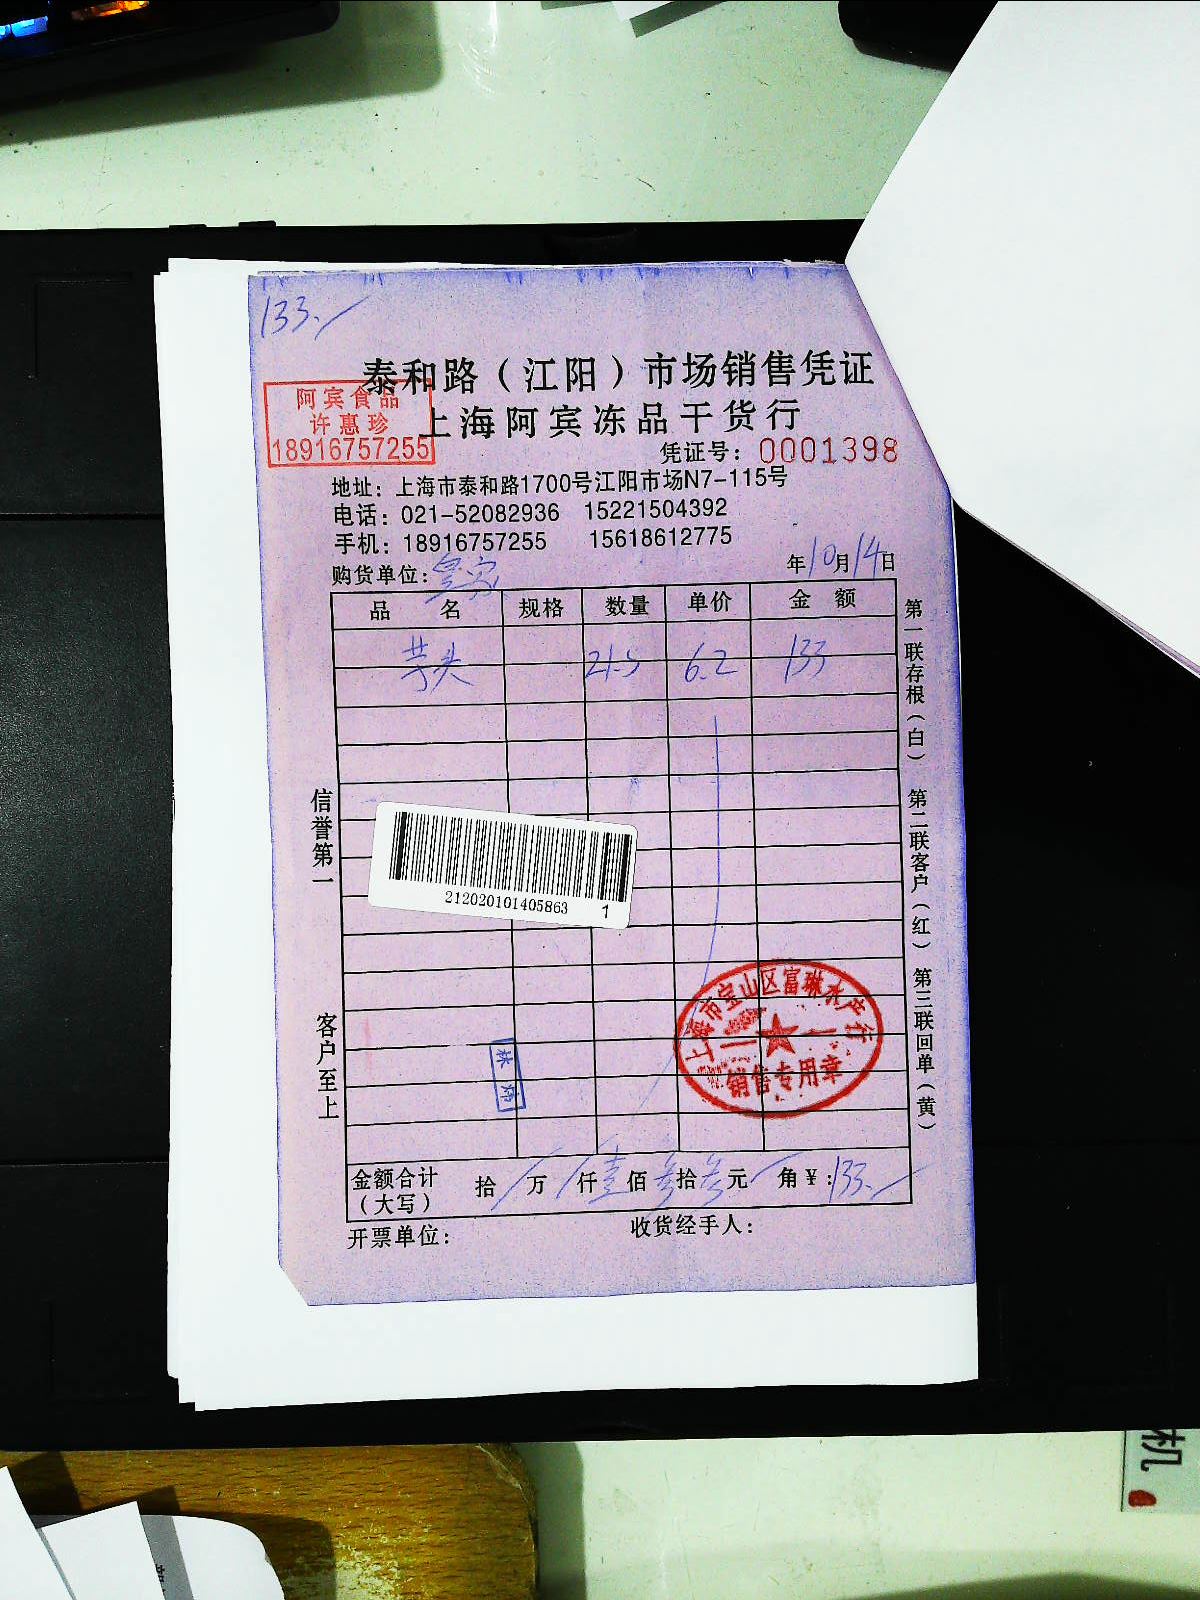 133.
泰和路（江阳）市场销售凭证
上海阿宾冻品干货行
阿宾食品
许惠珍
18916757255
凭证号：0001398
地址：上海市泰和路1700号江阳市场N7-115号
电话：021-52082936 15221504392
手机：18916757255 15618612775
购货单位： 年10月14日
品名 规格 数量 单价 金额
芋头 21.5 6.2 133
信誉第一
客户至上
第一联存根（白） 第二联客户（红） 第三联回单（黄）
212020101405863 1
上海市宝山区富琳水产行
销售专用章
金额合计（大写） 拾 万 仟壹佰叁拾叁元 角￥：133.
开票单位： 收货经手人：
机